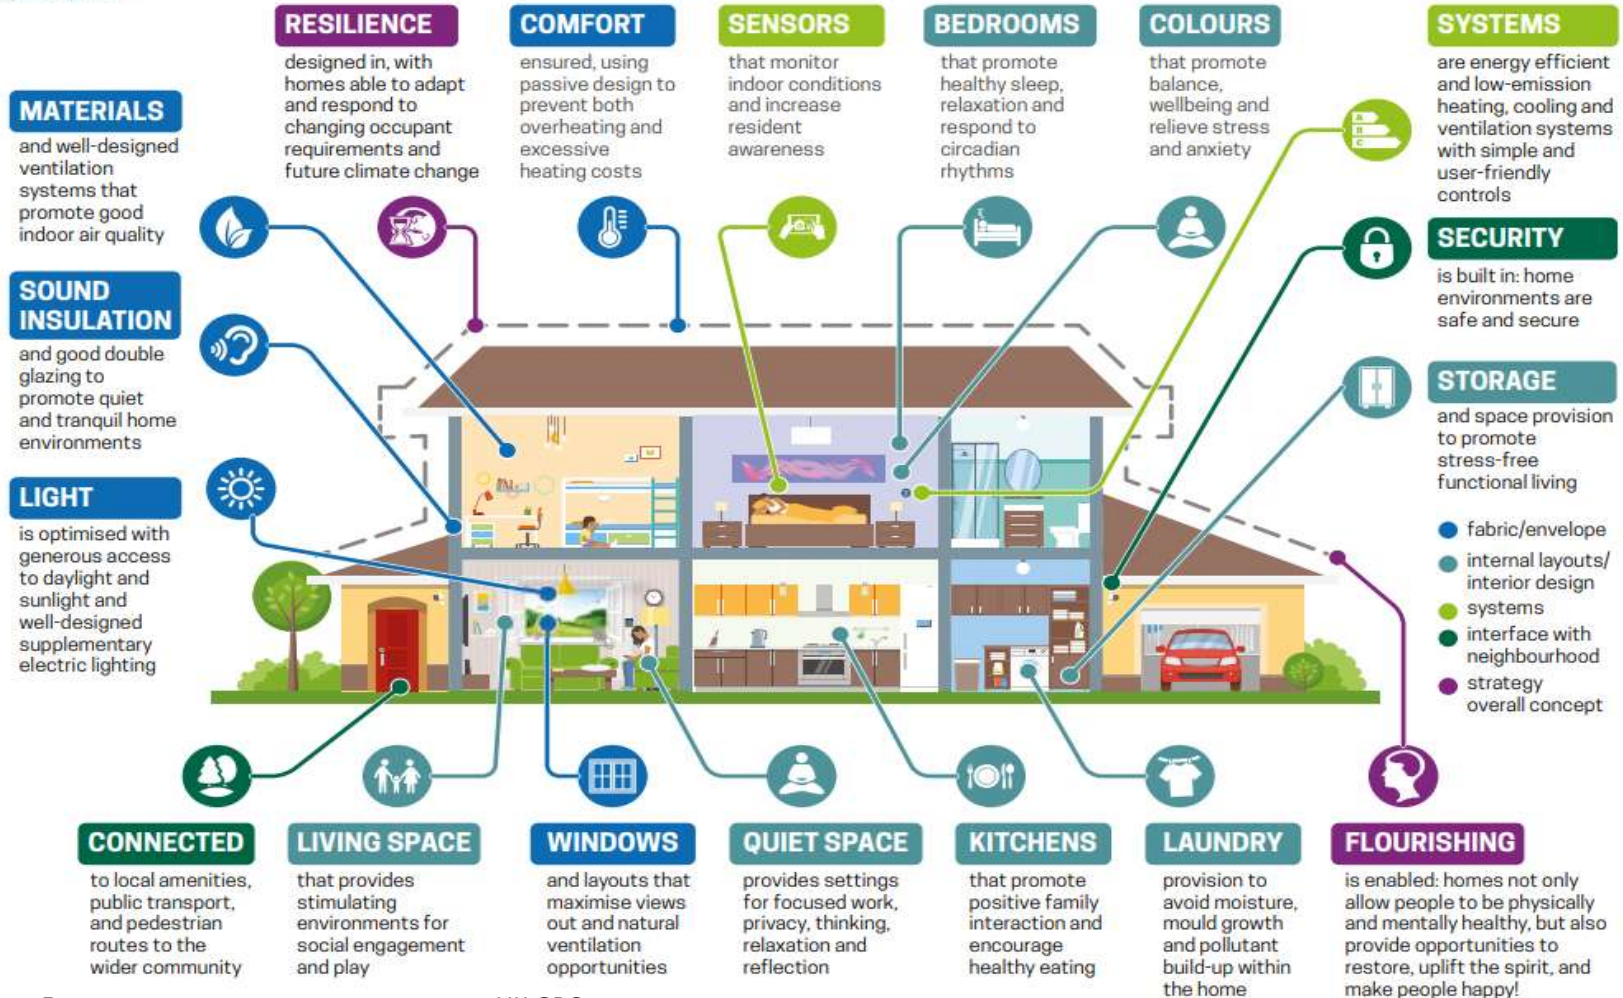 RESILIENCE
designed in, with
homes able to adapt
and respond to
changing occupant
requirements and
future climate change
COMFORT
ensured, using
passive design to
prevent both
overheating and
excessive
heating costs
SENSORS
that monitor
indoor conditions
and increase
resident
awareness
BEDROOMS
that promote
healthy sleep,
relaxation and
respond to
circadian
rhythms
COLOURS
that promote
balance,
wellbeing and
relieve stress
and anxiety
SYSTEMS
are energy efficient
and low-emission
heating, cooling and
ventilation systems
with simple and
user-friendly
controls
A
B
C
MATERIALS
and well-designed
ventilation
systems that
promote good
indoor air quality
SOUND
INSULATION
and good double
glazing to
promote quiet
and tranquil home
environments
LIGHT
is optimised with
generous access
to daylight and
sunlight and
well-designed
supplementary
electric lighting
SECURITY
is built in: home
environments are
safe and secure
STORAGE
and space provision
to promote
stress-free
functional living
fabric/envelope
internal layouts/
interior design
systems
interface with
neighbourhood
strategy
overall concept
CONNECTED
to local amenities,
public transport,
and pedestrian
routes to the
wider community
LIVING SPACE
that provides
stimulating
environments for
social engagement
and play
WINDOWS
and layouts that
maximise views
out and natural
ventilation
opportunities
QUIET SPACE
provides settings
for focused work,
privacy, thinking,
relaxation and
reflection
KITCHENS
that promote
positive family
interaction and
encourage
healthy eating
LAUNDRY
provision to
avoid moisture,
mould growth
and pollutant
build-up within
the home
FLOURISHING
is enabled: homes not only
allow people to be physically
and mentally healthy, but also
provide opportunities to
restore, uplift the spirit, and
make people happy!